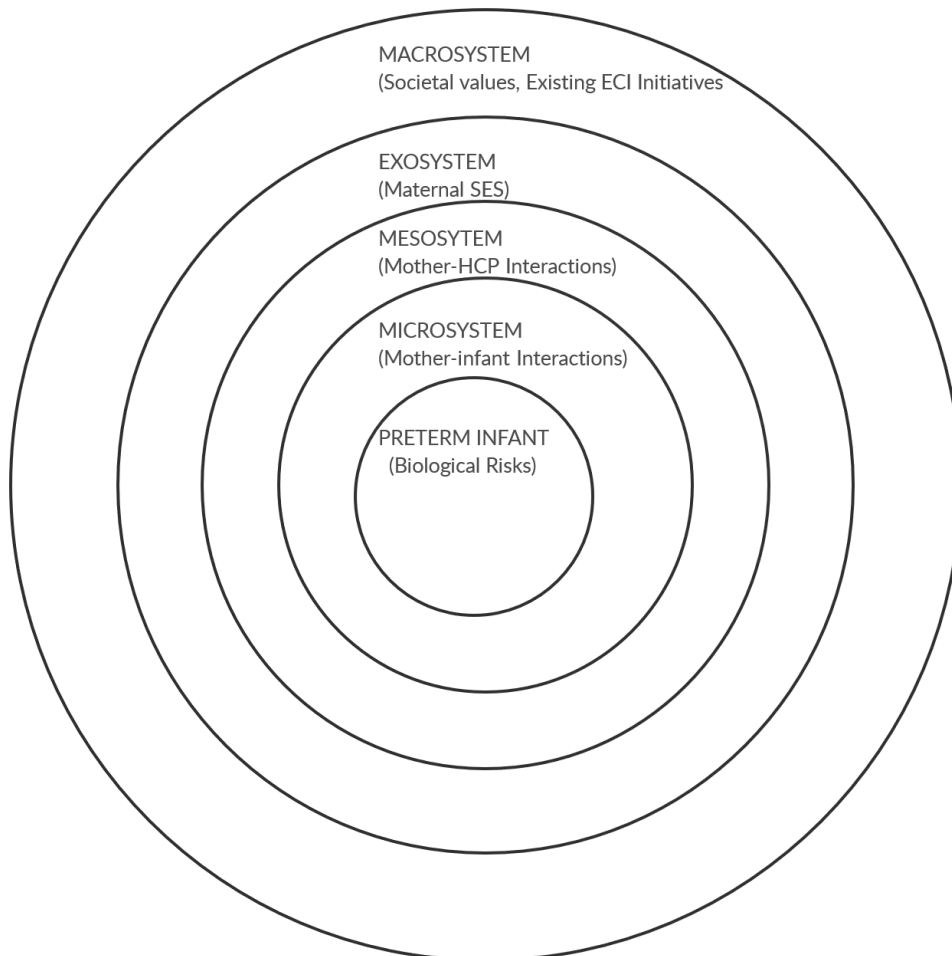 MACROSYSTEM
(Societal values, Existing ECI Initiatives
EXOSYSTEM
(Maternal SES)
MESOSYTEM
(Mother-HCP Interactions)
MICROSYSTEM
(Mother-infant Interactions)
PRETERM INFANT
(Biological Risks)